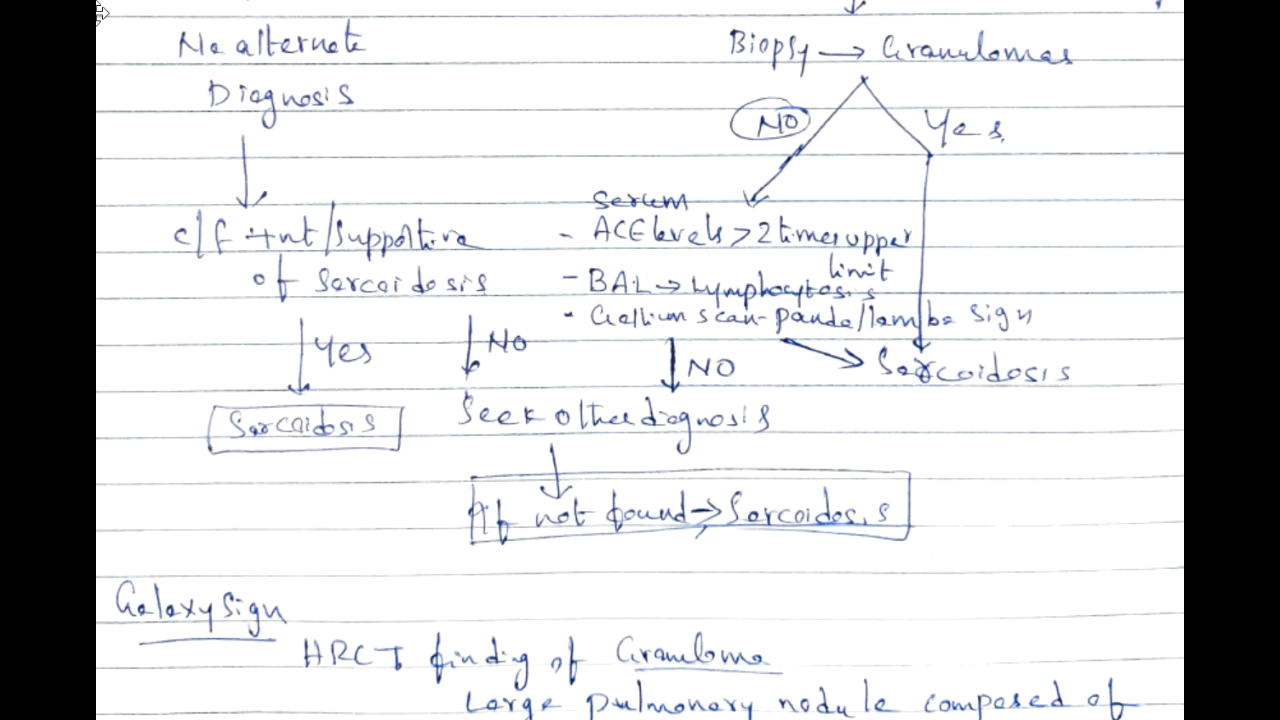 No alternate
Diagnosis
Biopsy → Granulomas
NO
Yes
c/f +nt/supportive
of Sarcoidosis
Serum
- ACE levels > 2 times upper
limit
- BAL → Lymphocytosis
- Gallium scan - panda/lambda sign
Yes
NO
NO
Sarcoidosis
Sarcoidosis
Seek other diagnosis
If not found → Sarcoidosis
Galaxy sign
HRCT finding of Granuloma
Large pulmonary nodule composed of